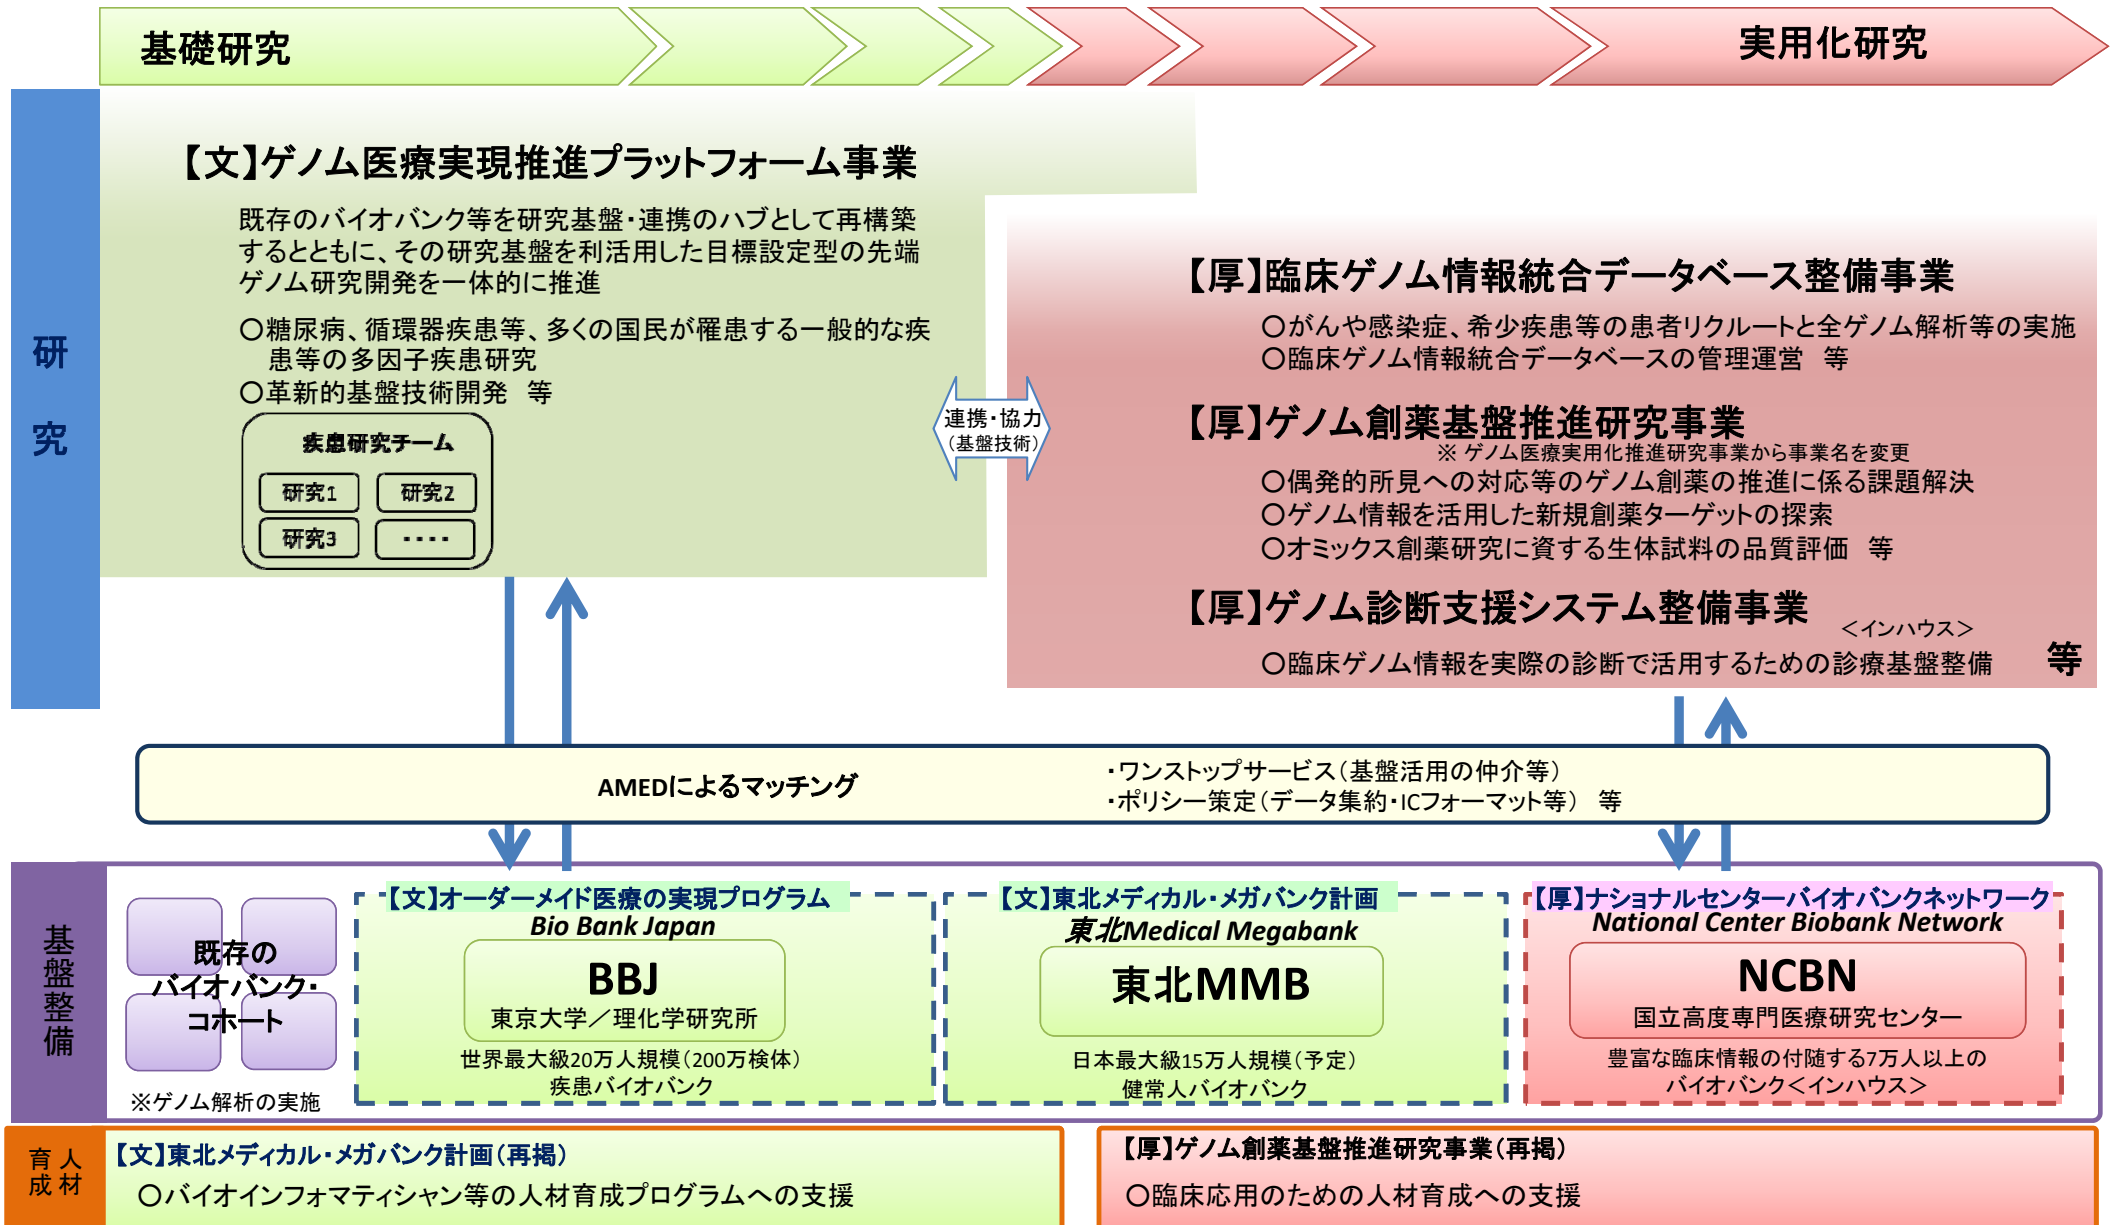 基礎研究
実用化研究
研究
【文】ゲノム医療実現推進プラットフォーム事業
既存のバイオバンク等を研究基盤・連携のハブとして再構築
するとともに、その研究基盤を利活用した目標設定型の先端
ゲノム研究開発を一体的に推進
〇糖尿病、循環器疾患等、多くの国民が罹患する一般的な疾
患等の多因子疾患研究
〇革新的基盤技術開発 等
疾患研究チーム
研究1
研究2
研究3
・・・・
連携・協力
（基盤技術）
【厚】臨床ゲノム情報統合データベース整備事業
〇がんや感染症、希少疾患等の患者リクルートと全ゲノム解析等の実施
〇臨床ゲノム情報統合データベースの管理運営 等
【厚】ゲノム創薬基盤推進研究事業
※ ゲノム医療実用化推進研究事業から事業名を変更
〇偶発的所見への対応等のゲノム創薬の推進に係る課題解決
〇ゲノム情報を活用した新規創薬ターゲットの探索
〇オミックス創薬研究に資する生体試料の品質評価 等
【厚】ゲノム診断支援システム整備事業
＜インハウス＞
〇臨床ゲノム情報を実際の診断で活用するための診療基盤整備
等
AMEDによるマッチング
・ワンストップサービス（基盤活用の仲介等）
・ポリシー策定（データ集約・ICフォーマット等） 等
基盤整備
既存の
バイオバンク・
コホート
※ゲノム解析の実施
【文】オーダーメイド医療の実現プログラム
Bio Bank Japan
BBJ
東京大学／理化学研究所
世界最大級20万人規模（200万検体）
疾患バイオバンク
【文】東北メディカル・メガバンク計画
東北Medical Megabank
東北MMB
日本最大級15万人規模（予定）
健常人バイオバンク
【厚】ナショナルセンターバイオバンクネットワーク
National Center Biobank Network
NCBN
国立高度専門医療研究センター
豊富な臨床情報の付随する7万人以上の
バイオバンク＜インハウス＞
人材育成
【文】東北メディカル・メガバンク計画（再掲）
〇バイオインフォマティシャン等の人材育成プログラムへの支援
【厚】ゲノム創薬基盤推進研究事業（再掲）
〇臨床応用のための人材育成への支援